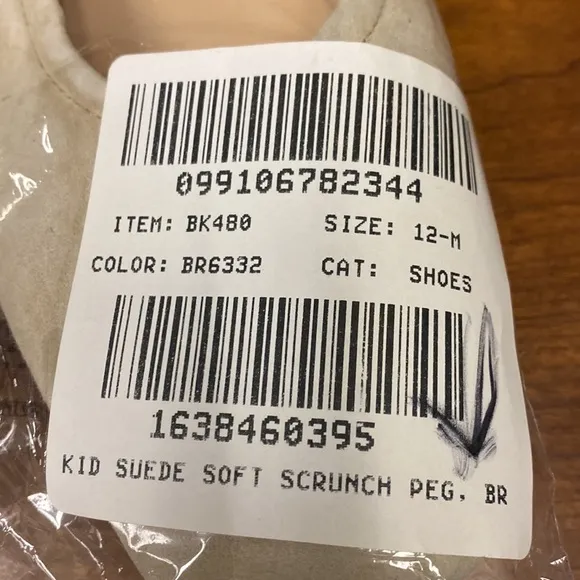 099106782344
ITEM: BK480 SIZE: 12-M
COLOR: BR6332 CAT: SHOES
1638460395
KID SUEDE SOFT SCRUNCH PEG, BR